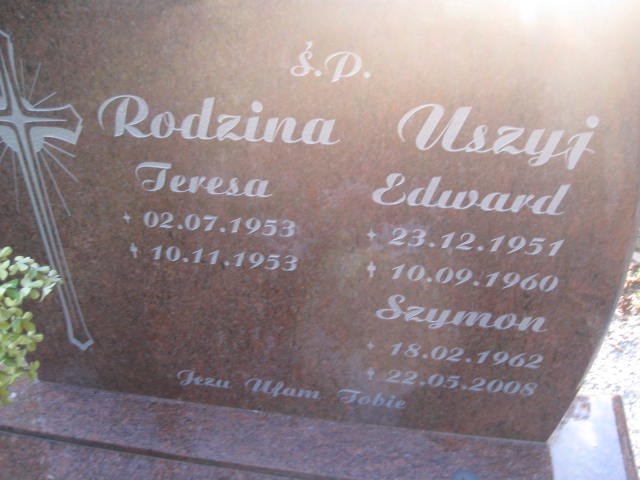 ś.p.
Rodzina Uszyj
Teresa
* 02.07.1953
✝ 10.11.1953
Edward
* 23.12.1951
✝ 10.09.1960
Szymon
* 18.02.1962
✝ 22.05.2008
Jezu Ufam Tobie